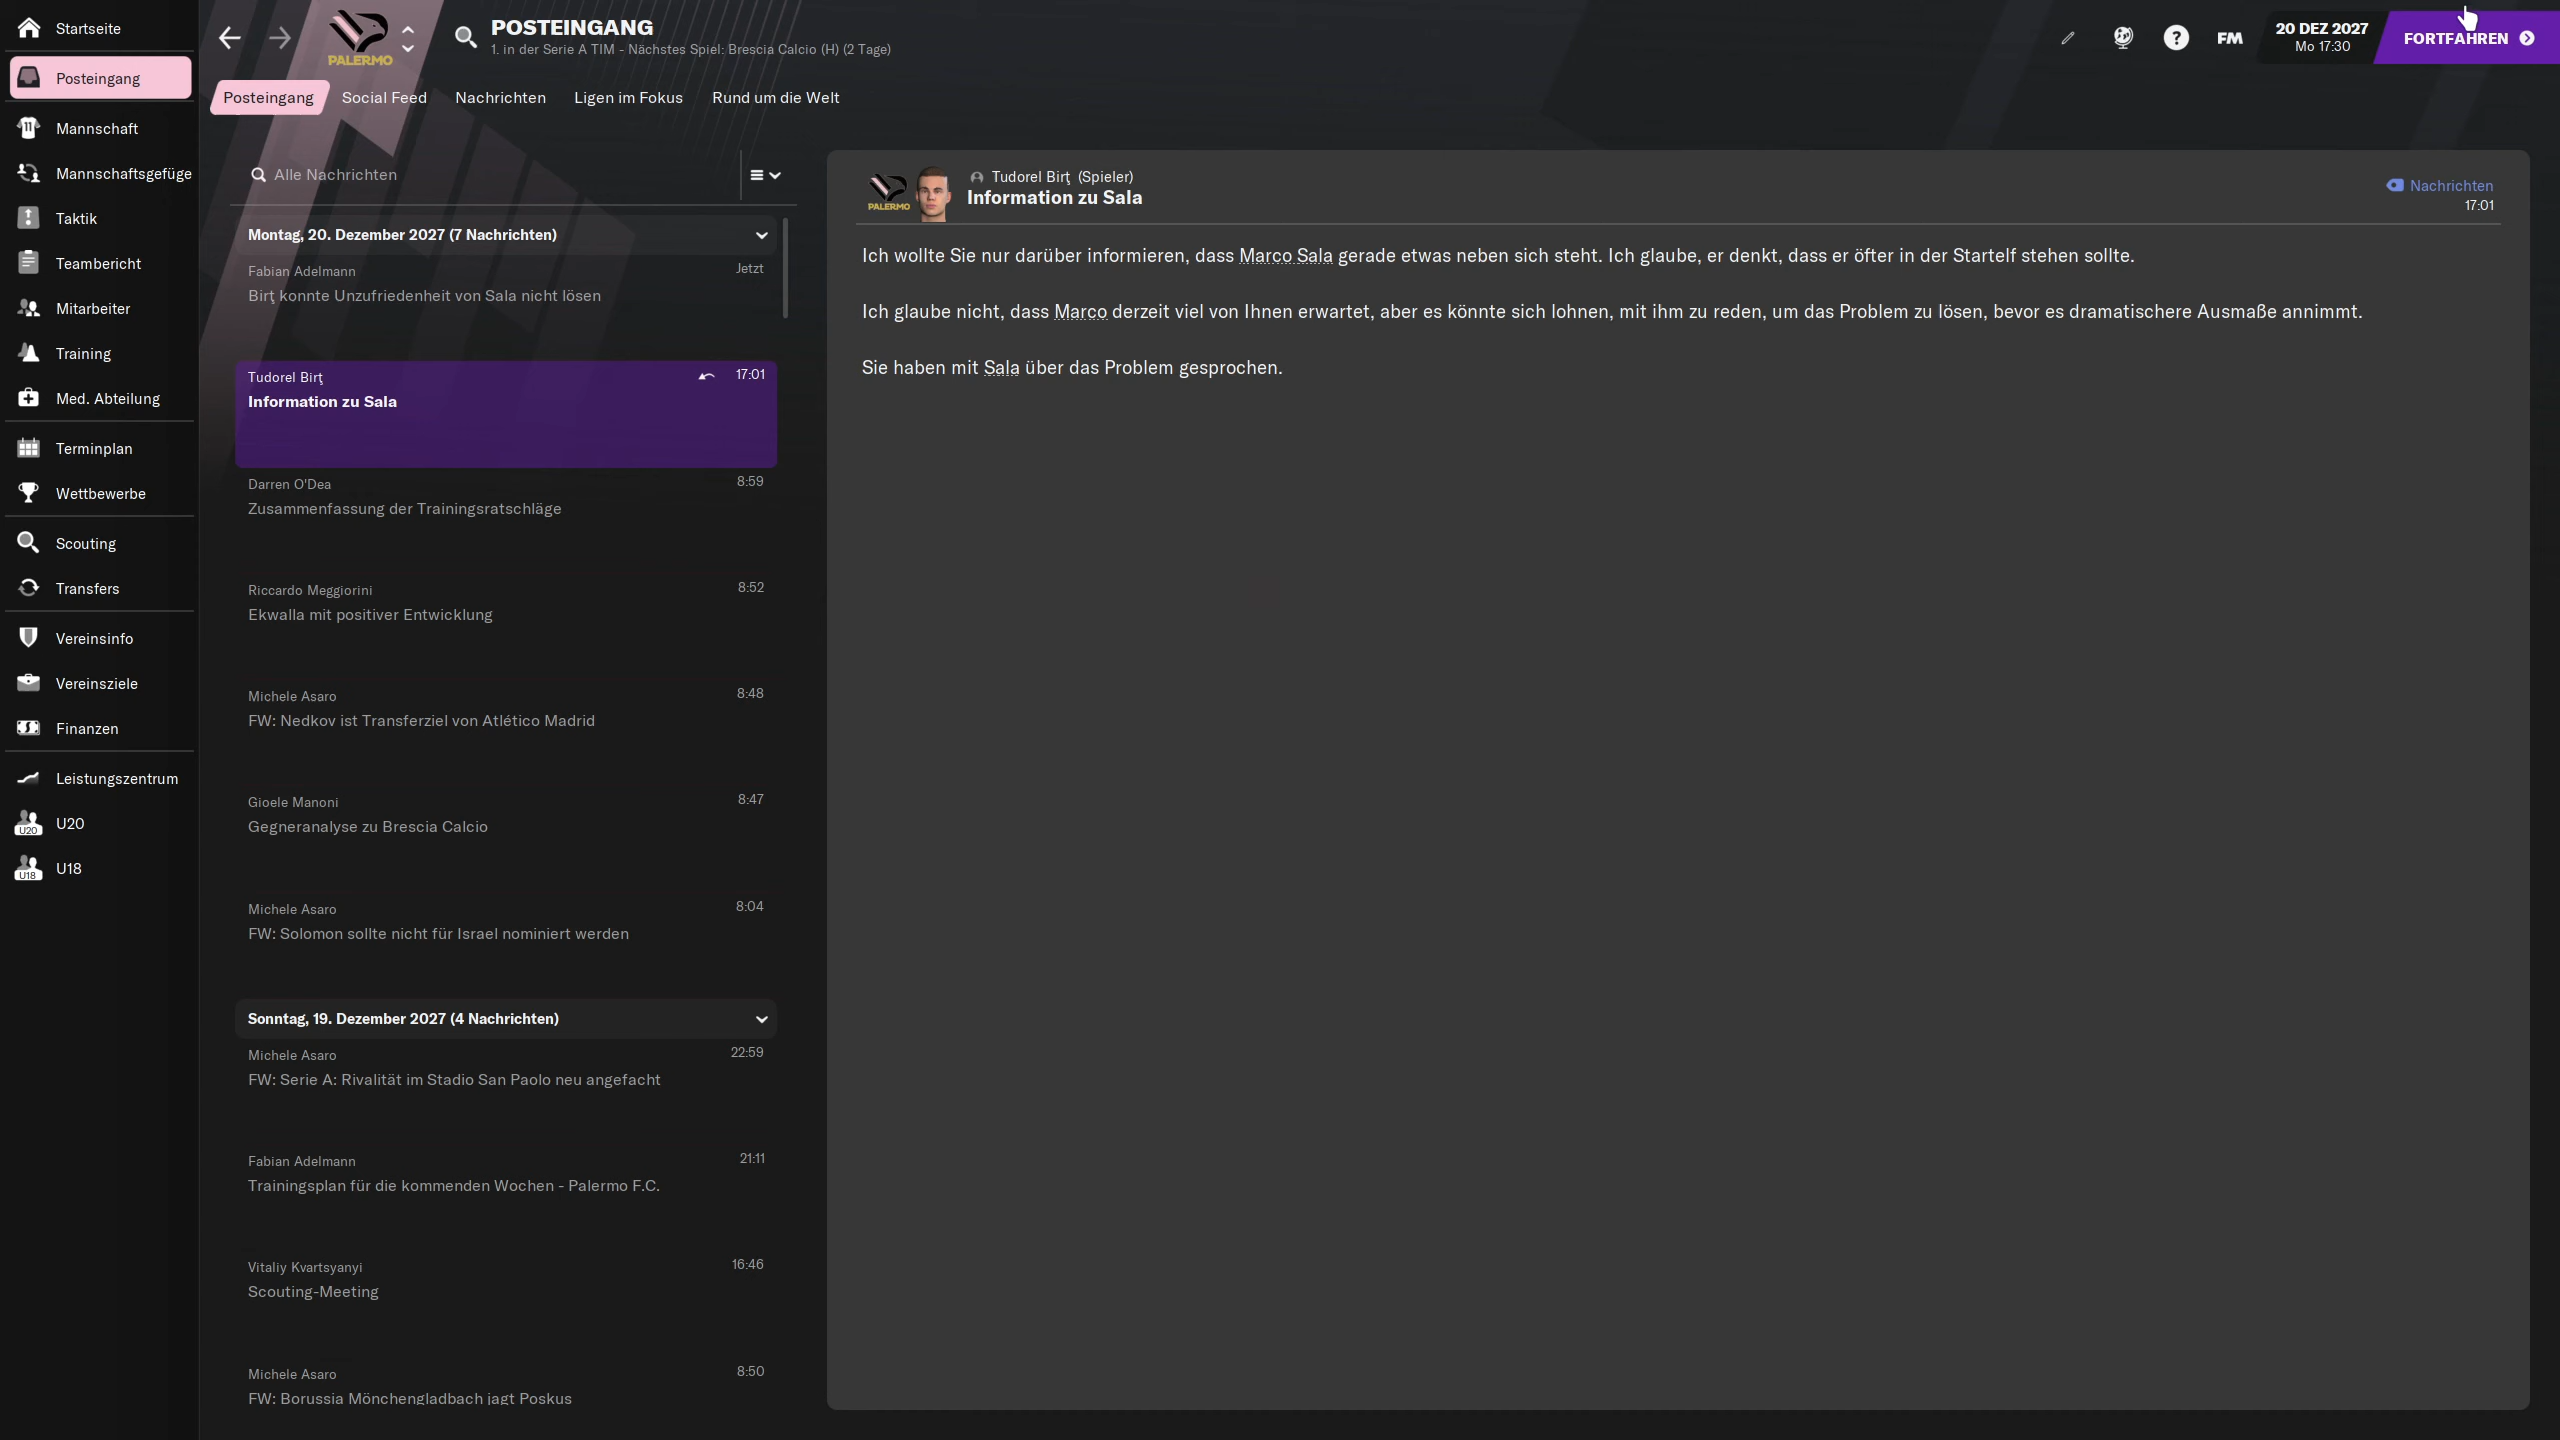 Startseite
Posteingang
Mannschaft
Mannschaftsgefüge
Taktik
Teambericht
Mitarbeiter
Training
Med. Abteilung
Terminplan
Wettbewerbe
Scouting
Transfers
Vereinsinfo
Vereinsziele
Finanzen
Leistungszentrum
U20
U20
U18
U18
PALERMO
POSTEINGANG
1. in der Serie A TIM - Nächstes Spiel: Brescia Calcio (H) (2 Tage)
FM
20 DEZ 2027
Mo 17:30
FORTFAHREN
Posteingang
Social Feed
Nachrichten
Ligen im Fokus
Rund um die Welt
Alle Nachrichten
Montag, 20. Dezember 2027 (7 Nachrichten)
Fabian Adelmann Jetzt
Birţ konnte Unzufriedenheit von Sala nicht lösen
Tudorel Birţ 17:01
Information zu Sala
Darren O'Dea 8:59
Zusammenfassung der Trainingsratschläge
Riccardo Meggiorini 8:52
Ekwalla mit positiver Entwicklung
Michele Asaro 8:48
FW: Nedkov ist Transferziel von Atlético Madrid
Gioele Manoni 8:47
Gegneranalyse zu Brescia Calcio
Michele Asaro 8:04
FW: Solomon sollte nicht für Israel nominiert werden
Sonntag, 19. Dezember 2027 (4 Nachrichten)
Michele Asaro 22:59
FW: Serie A: Rivalität im Stadio San Paolo neu angefacht
Fabian Adelmann 21:11
Trainingsplan für die kommenden Wochen - Palermo F.C.
Vitaliy Kvartsyanyi 16:46
Scouting-Meeting
Michele Asaro 8:50
FW: Borussia Mönchengladbach jagt Poskus
PALERMO
Tudorel Birţ (Spieler)
Information zu Sala
Nachrichten
17:01
Ich wollte Sie nur darüber informieren, dass Marco Sala gerade etwas neben sich steht. Ich glaube, er denkt, dass er öfter in der Startelf stehen sollte.
Ich glaube nicht, dass Marco derzeit viel von Ihnen erwartet, aber es könnte sich lohnen, mit ihm zu reden, um das Problem zu lösen, bevor es dramatischere Ausmaße annimmt.
Sie haben mit Sala über das Problem gesprochen.